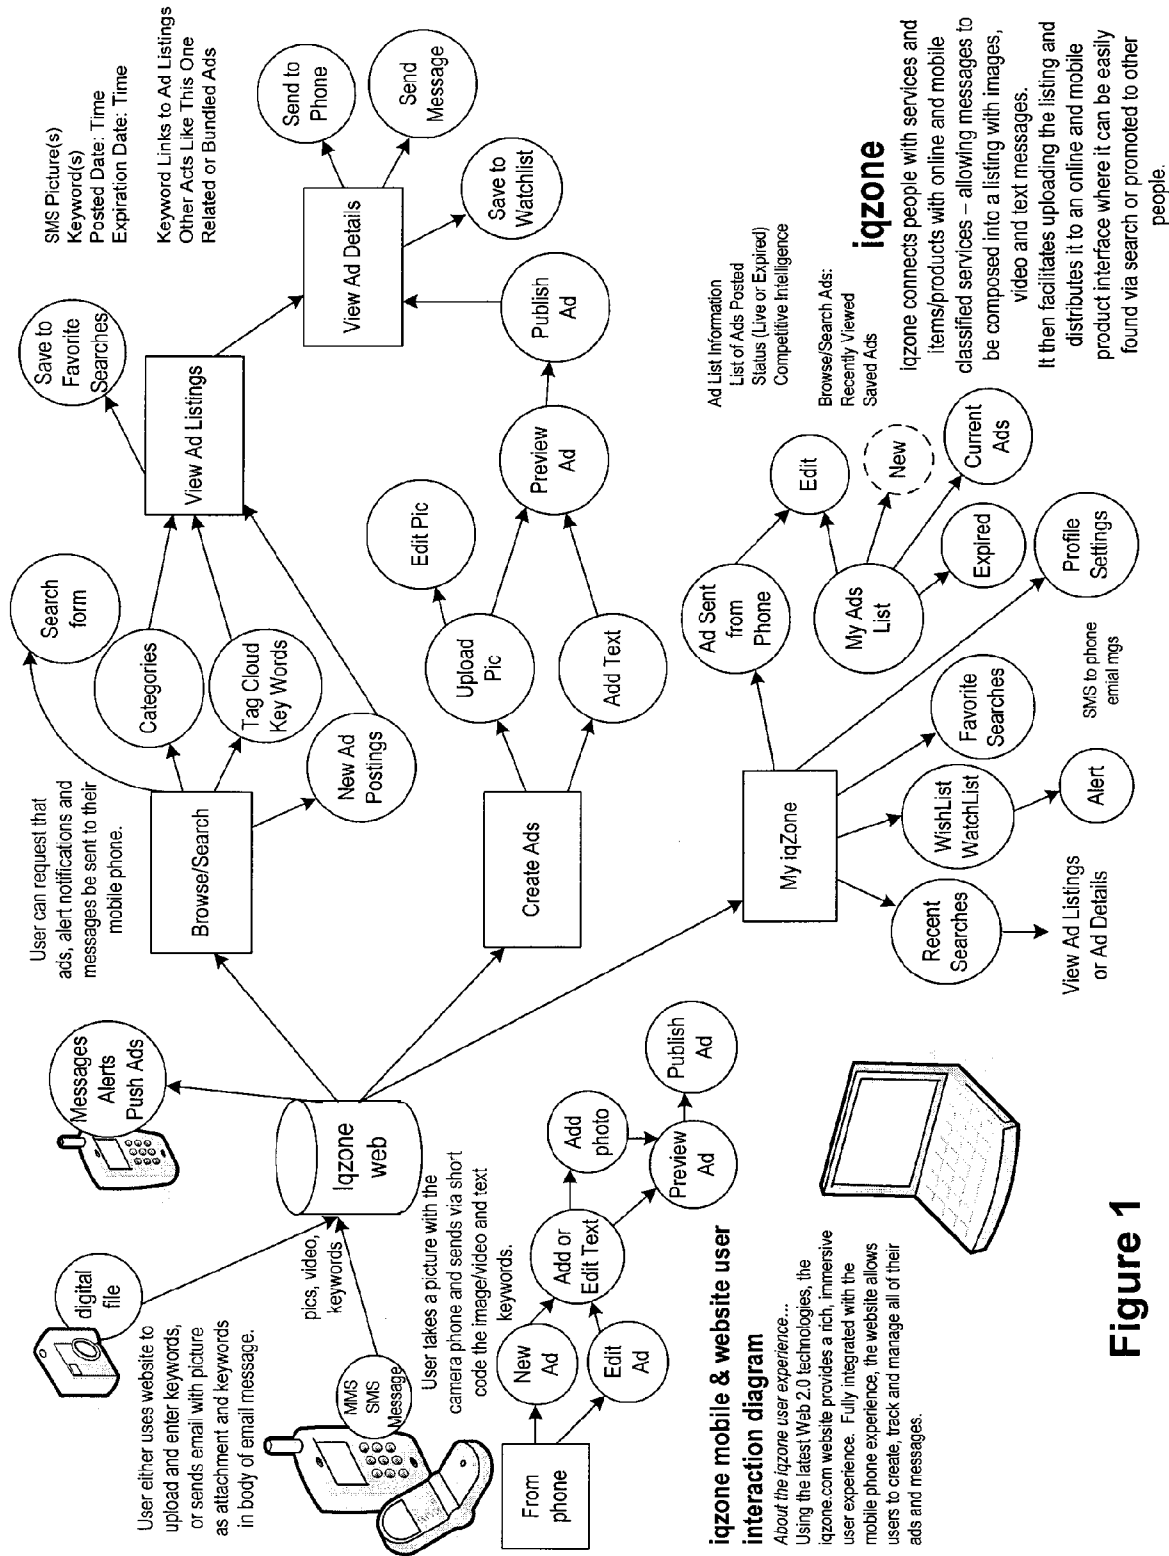 digital
file
User either uses website to
upload and enter keywords,
or sends email with picture
as attachment and keywords
in body of email message.
Messages
Alerts
Push Ads
pics, video,
keywords
Iqzone
web
MMS
SMS
Message
User takes a picture with the
camera phone and sends via short
code the image/video and text
keywords.
User can request that
ads, alert notifications and
messages be sent to their
mobile phone.
Browse/Search
Search
form
Categories
Tag Cloud
Key Words
New Ad
Postings
Save to
Favorite
Searches
View Ad Listings
SMS Picture(s)
Keyword(s)
Posted Date: Time
Expiration Date: Time
Keyword Links to Ad Listings
Other Acts Like This One
Related or Bundled Ads
View Ad Details
Send to
Phone
Send
Message
Save to
Watchlist
Create Ads
Upload
Pic
Edit Pic
Add Text
Preview
Ad
Publish
Ad
From
phone
New
Ad
Edit
Ad
Add or
Edit Text
Add
photo
Preview
Ad
Publish
Ad
My iqZone
Ad Sent
from
Phone
Edit
My Ads
List
New
Current
Ads
Expired
Profile
Settings
Favorite
Searches
WishList
WatchList
Alert
Recent
Searches
View Ad Listings
or Ad Details
SMS to phone
emial mgs
Ad List Information
List of Ads Posted
Status (Live or Expired)
Competitive Intelligence
Browse/Search Ads:
Recently Viewed
Saved Ads
iqzone
iqzone connects people with services and
items/products with online and mobile
classified services – allowing messages to
be composed into a listing with images,
video and text messages.
It then facilitates uploading the listing and
distributes it to an online and mobile
product interface where it can be easily
found via search or promoted to other
people.
iqzone mobile & website user
interaction diagram
About the iqzone user experience...
Using the latest Web 2.0 technologies, the
iqzone.com website provides a rich, immersive
user experience. Fully integrated with the
mobile phone experience, the website allows
users to create, track and manage all of their
ads and messages.
Figure 1